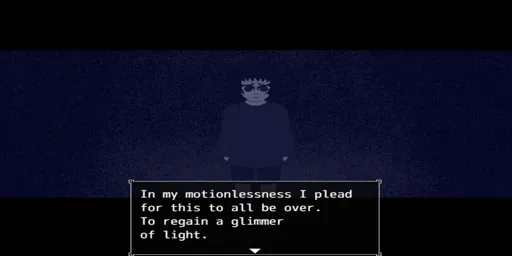 In my motionlessness I plead
for this to all be over.
To regain a glimmer
of light.